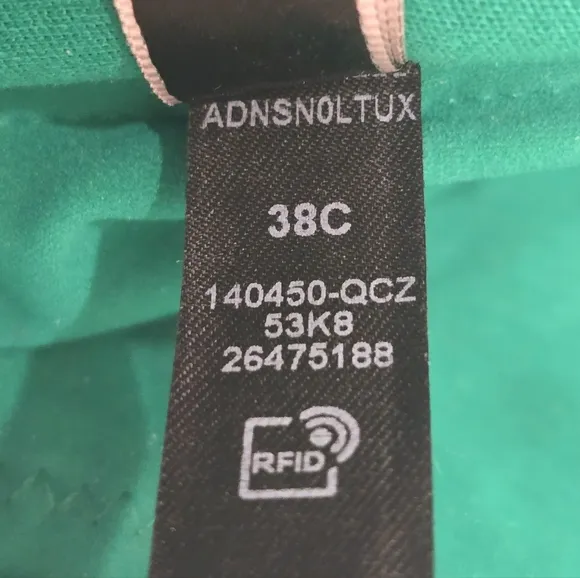 ADNSN0LTUX
38C
140450-QCZ
53K8
26475188
RFID